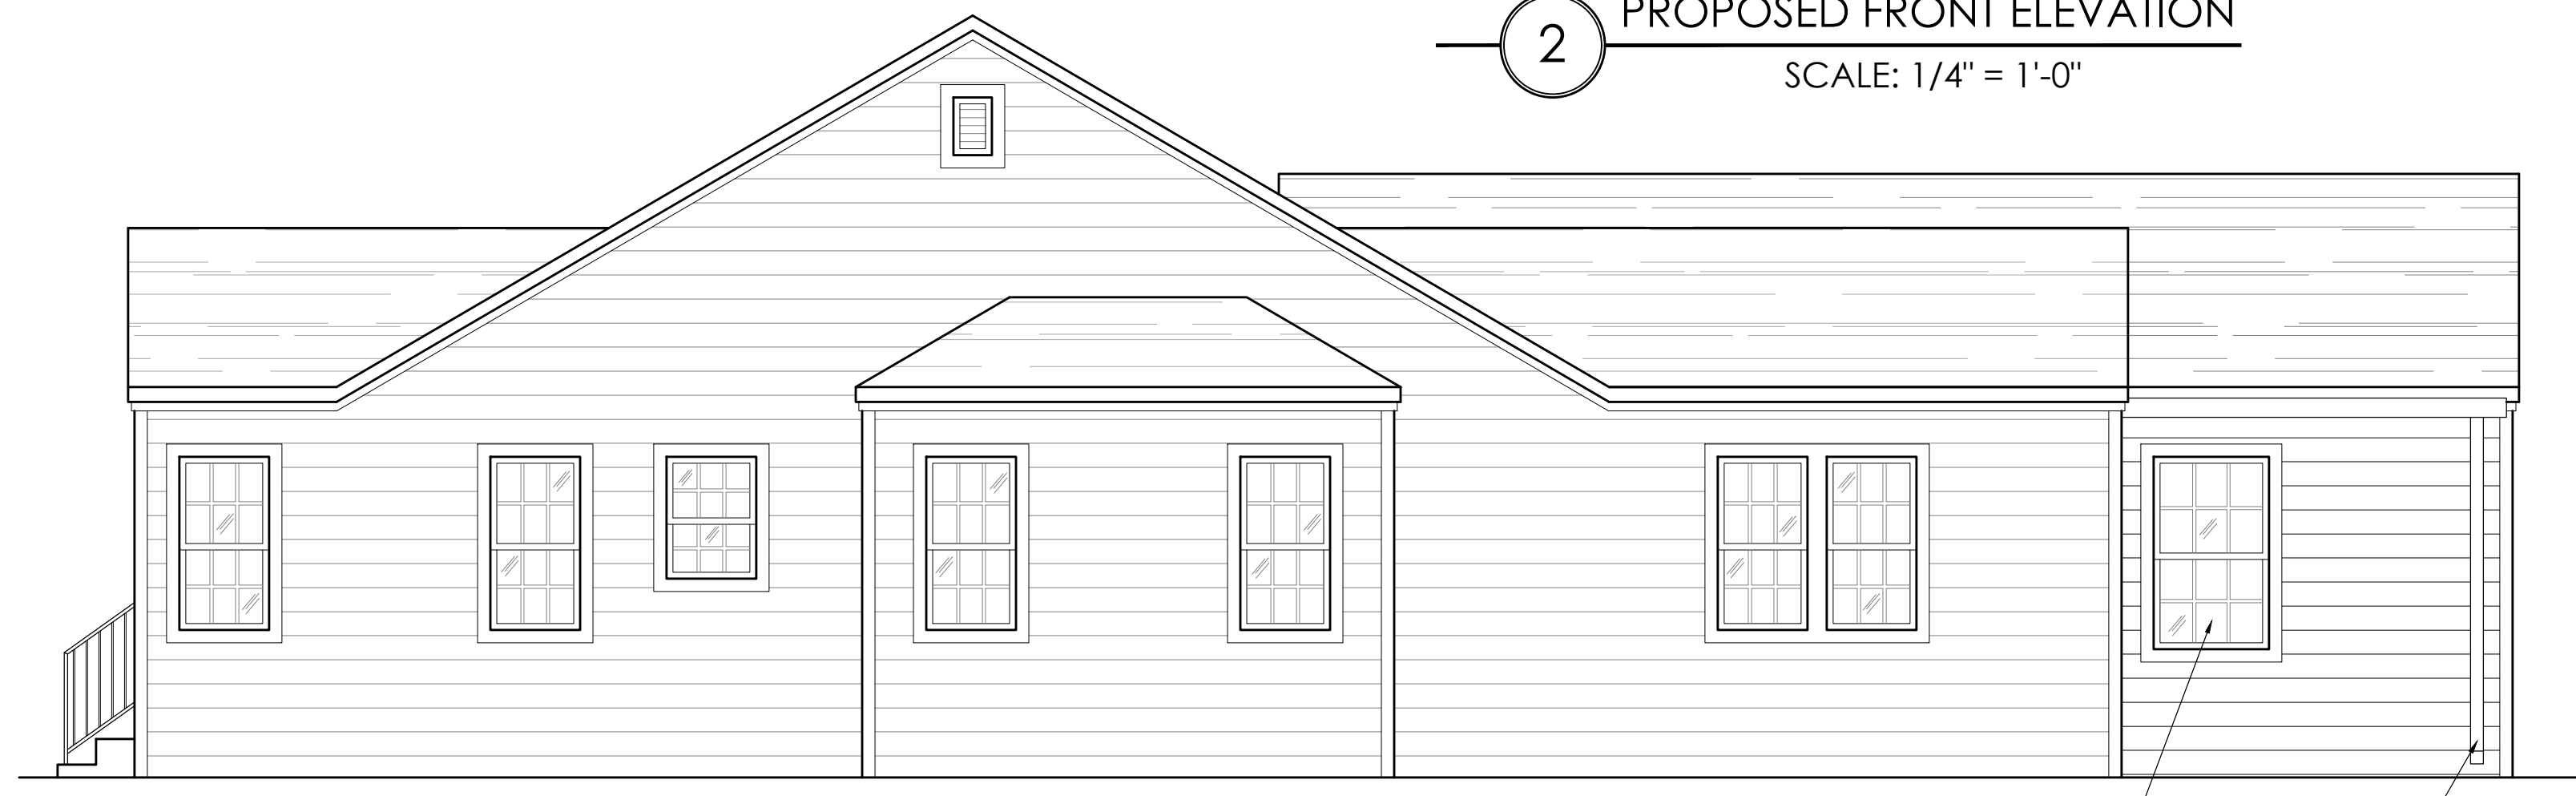 PROPOSED FRONT ELEVATION
2
SCALE: 1/4" = 1'-0"